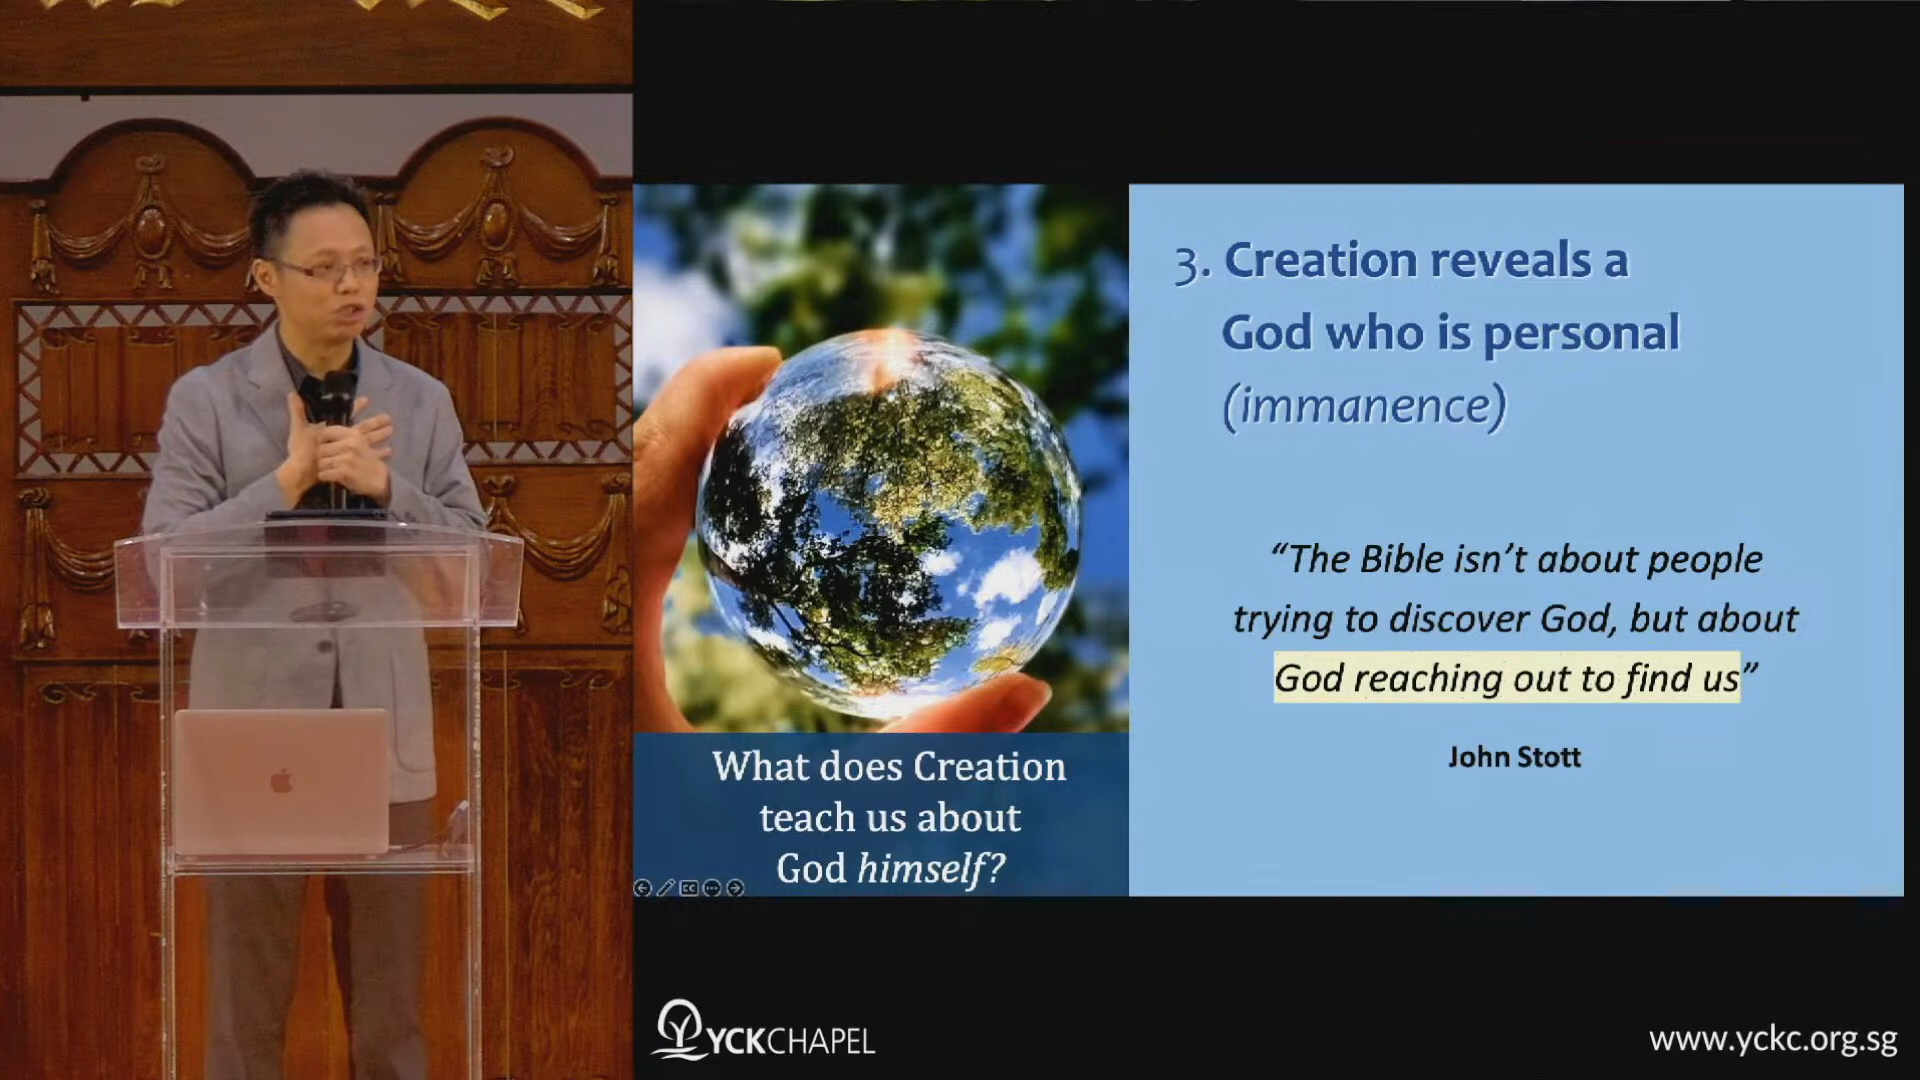 3. Creation reveals a
God who is personal
(immanence)
“The Bible isn’t about people
trying to discover God, but about
God reaching out to find us”
John Stott
What does Creation
teach us about
God himself?
YCKCHAPEL
www.yckc.org.sg